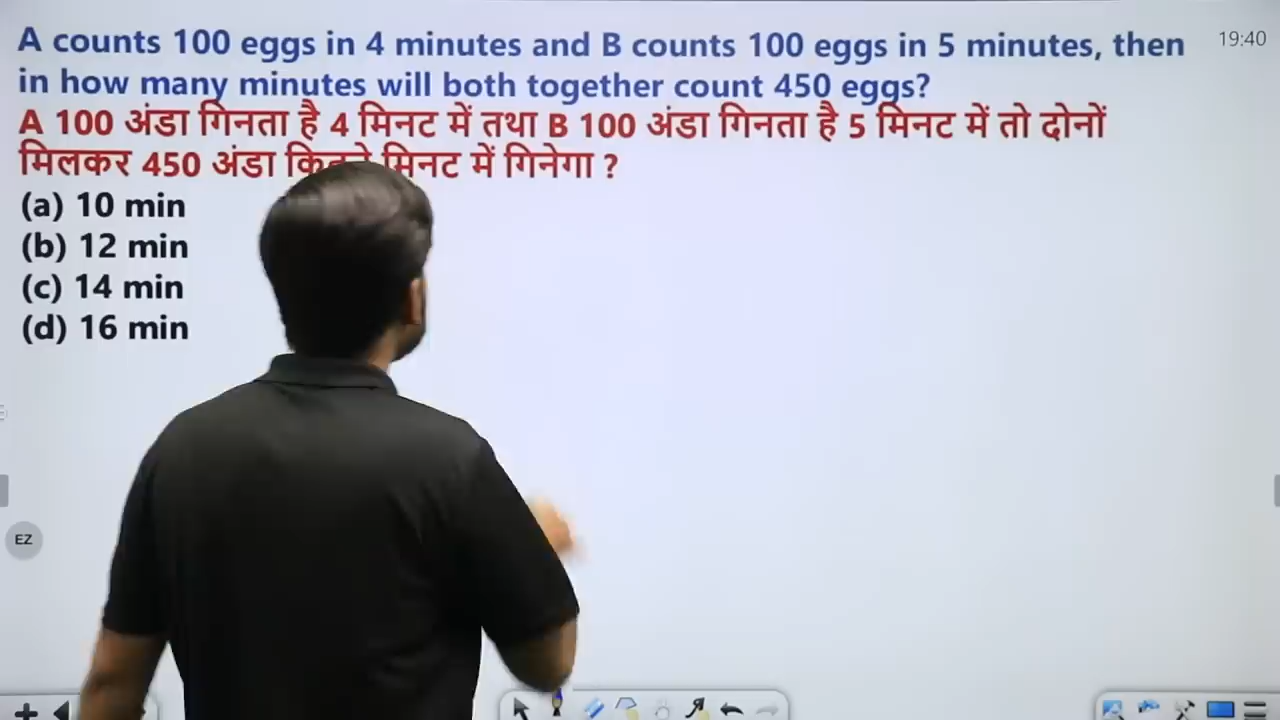 A counts 100 eggs in 4 minutes and B counts 100 eggs in 5 minutes, then
19:40
in how many minutes will both together count 450 eggs?
A 100 अंडा गिनता है 4 मिनट में तथा B 100 अंडा गिनता है 5 मिनट में तो दोनों
मिलकर 450 अंडा मिनट में गिनेगा ?
(a) 10 min
(b) 12 min
(c) 14 min
(d) 16 min
EZ